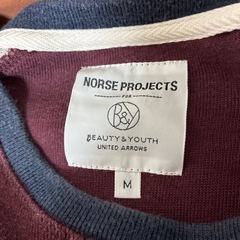 NORSE PROJECTS
FOR
B&Y
BEAUTY&YOUTH
UNITED ARROWS
M